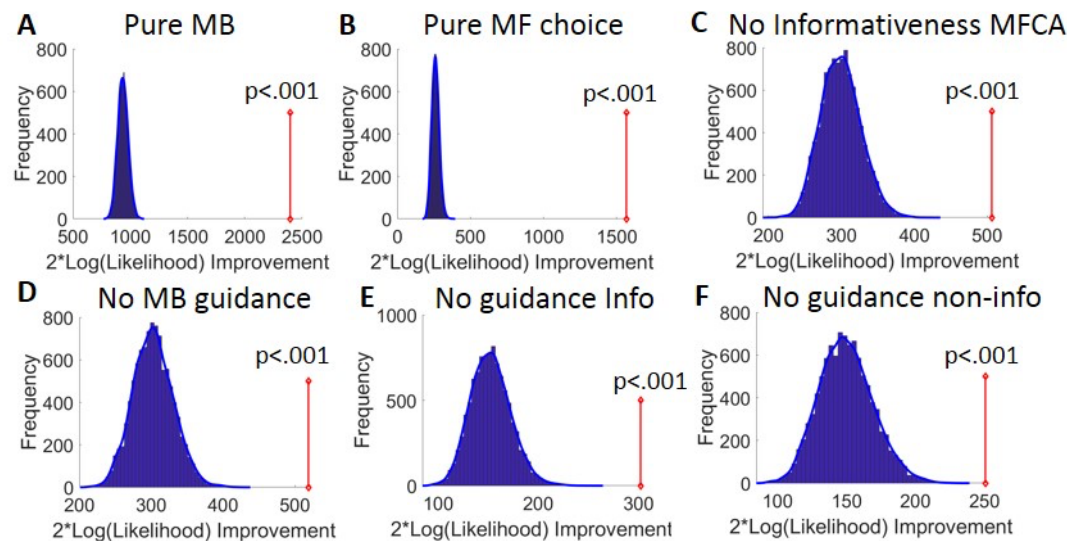 A Pure MB
800
600
400
200
0
Frequency
p<.001
500 1000 1500 2000 2500
2*Log(Likelihood) Improvement
B Pure MF choice
800
600
400
200
0
Frequency
p<.001
0 500 1000 1500
2*Log(Likelihood) Improvement
C No Informativeness MFCA
800
600
400
200
0
Frequency
p<.001
200 300 400 500
2*Log(Likelihood) Improvement
D No MB guidance
800
600
400
200
0
Frequency
p<.001
200 300 400 500
2*Log(Likelihood) Improvement
E No guidance Info
1000
500
0
Frequency
p<.001
100 200 300
2*Log(Likelihood) Improvement
F No guidance non-info
800
600
400
200
0
Frequency
p<.001
100 150 200 250
2*Log(Likelihood) Improvement